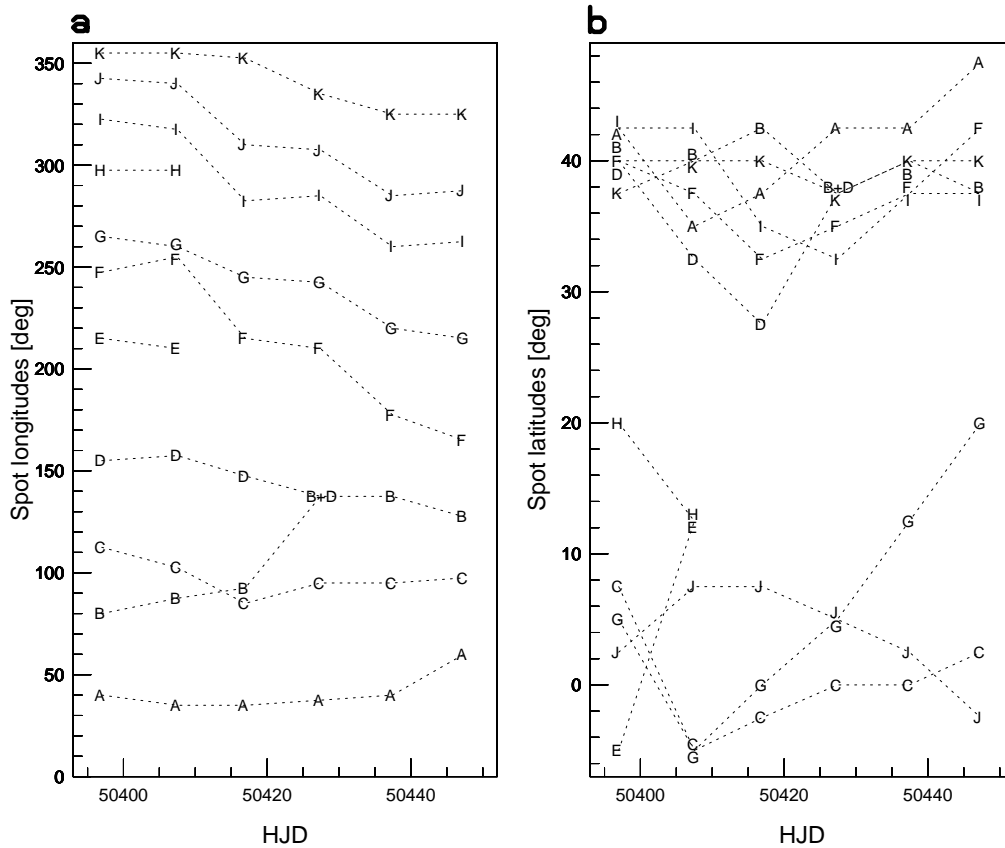 a
b
350
300
250
200
150
100
50
0
Spot longitudes [deg]
K K K K K K
J J J J J J
I I I I I I
H H
G G G G G G
F F F F F F
E E
D D D B+D B B
C C C C C C
B B B
A A A A A A
50400 50420 50440
HJD
40
30
20
10
0
Spot latitudes [deg]
A
I I B A A F
A
B B K K K
F K B+D B B
D F A K F I
K A I F I
D F I
D
H G
H G
E
C J J J
G G
J G J C
C C
C C J
E G
50400 50420 50440
HJD